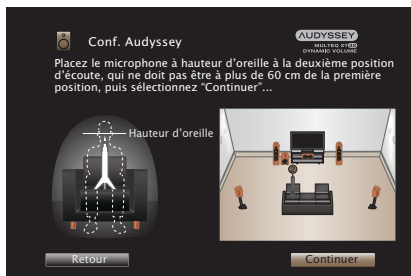 Conf. Audyssey
AUDYSSEY
MULTEQ XT32
DYNAMIC VOLUME
Placez le microphone à hauteur d'oreille à la deuxième position
d'écoute, qui ne doit pas être à plus de 60 cm de la première
position, puis sélectionnez “Continuer”...
Hauteur d'oreille
Retour
Continuer